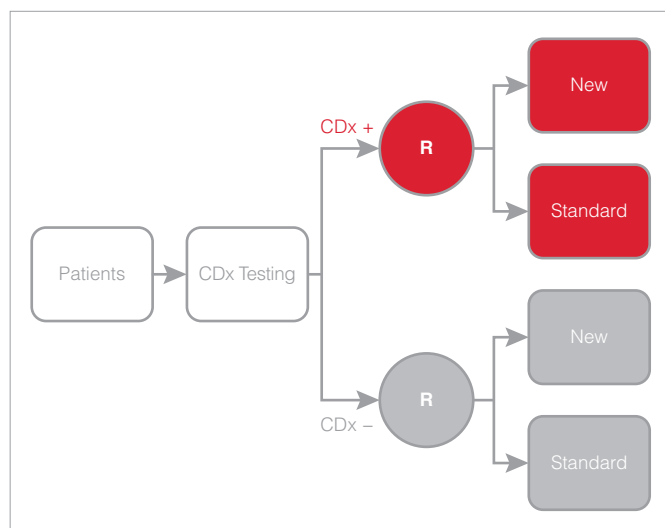 Patients
CDx Testing
CDx +
R
New
Standard
CDx –
R
New
Standard